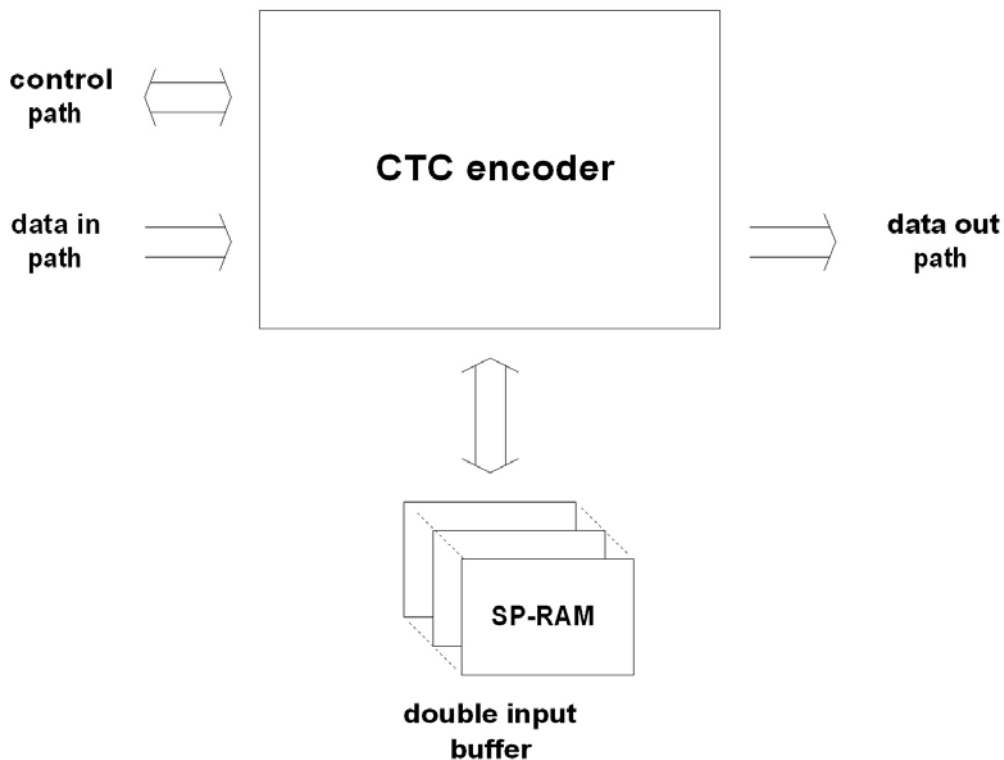 control
path
CTC encoder
data in
path
data out
path
SP-RAM
double input
buffer